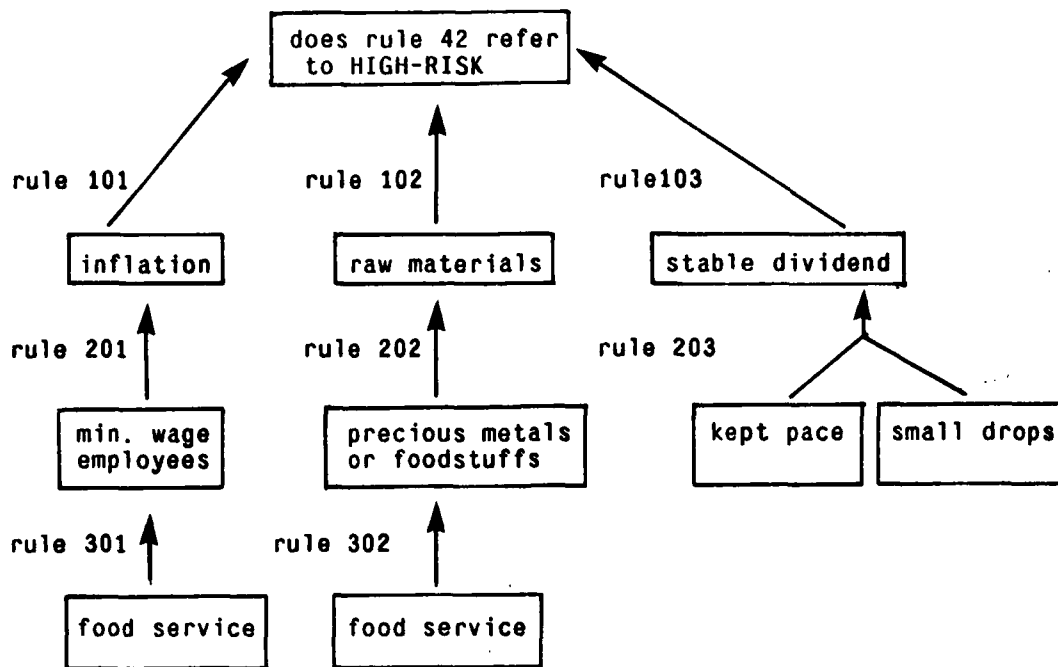 does rule 42 refer
to HIGH-RISK
rule 101
rule 102
rule103
inflation
raw materials
stable dividend
rule 201
rule 202
rule 203
min. wage
employees
precious metals
or foodstuffs
kept pace
small drops
rule 301
rule 302
food service
food service